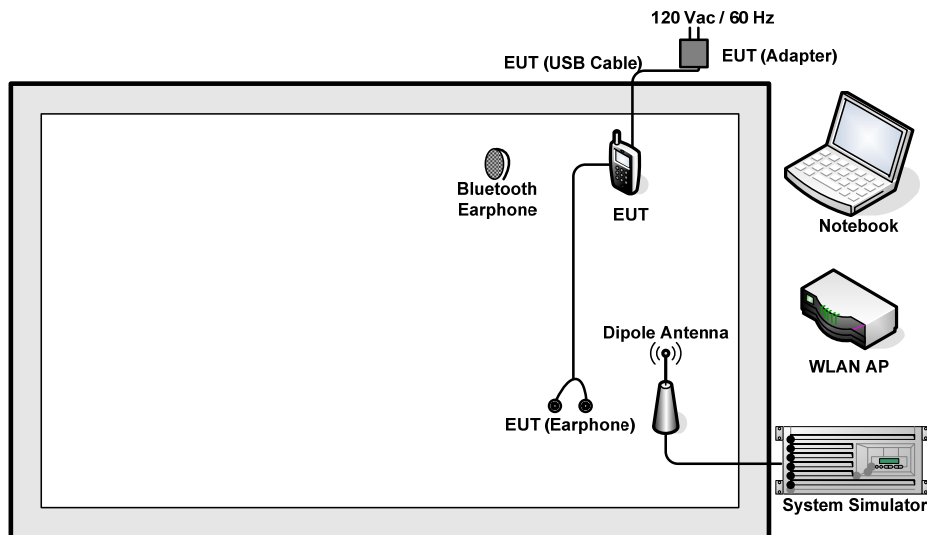 120 Vac / 60 Hz
EUT (USB Cable)
EUT (Adapter)
Bluetooth
Earphone
EUT
Notebook
Dipole Antenna
WLAN AP
EUT (Earphone)
System Simulator